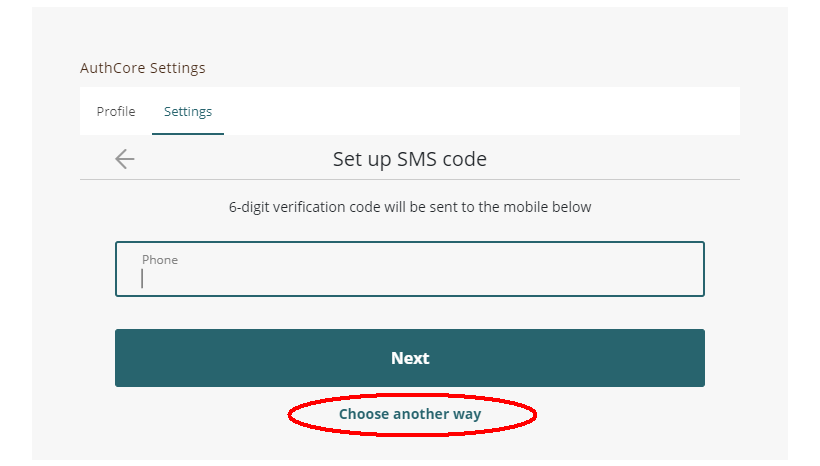 AuthCore Settings
Profile Settings
Set up SMS code
6-digit verification code will be sent to the mobile below
Phone
Next
Choose another way